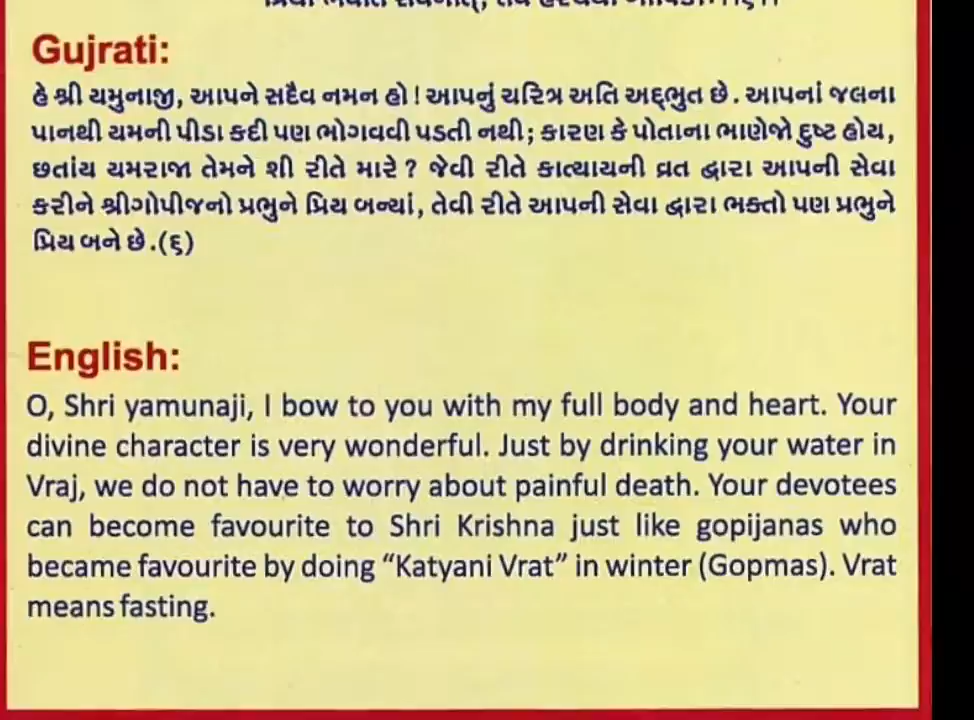 Gujrati:
હે શ્રી યમુનાજી, આપને સદૈવ નમન હો ! આપનું ચરિત્ર અતિ અદ્ભુત છે. આપનાં જલના
પાનથી યમની પીડા કદી પણ ભોગવવી પડતી નથી; કારણ કે પોતાના ભાણેજો દુષ્ટ હોય,
છતાંય યમરાજા તેમને શી રીતે મારે ? જેવી રીતે કાત્યાયની વ્રત દ્વારા આપની સેવા
કરીને શ્રીગોપીજનો પ્રભુને પ્રિય બન્યાં, તેવી રીતે આપની સેવા દ્વારા ભક્તો પણ પ્રભુને
પ્રિય બને છે.(૬)
English:
O, Shri yamunaji, I bow to you with my full body and heart. Your
divine character is very wonderful. Just by drinking your water in
Vraj, we do not have to worry about painful death. Your devotees
can become favourite to Shri Krishna just like gopijanas who
became favourite by doing “Katyani Vrat” in winter (Gopmas). Vrat
means fasting.